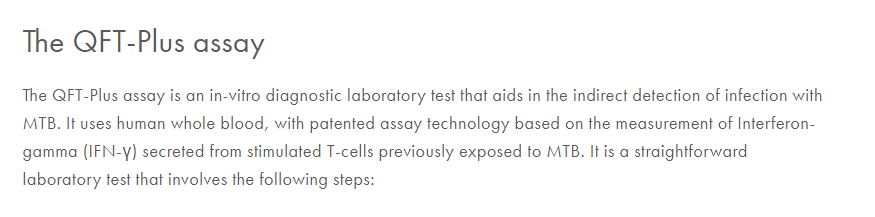 The QFT-Plus assay
The QFT-Plus assay is an in-vitro diagnostic laboratory test that aids in the indirect detection of infection with
MTB. It uses human whole blood, with patented assay technology based on the measurement of Interferon-
gamma (IFN-γ) secreted from stimulated T-cells previously exposed to MTB. It is a straightforward
laboratory test that involves the following steps: